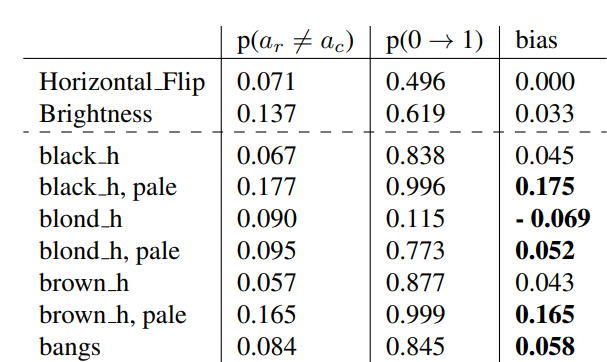 p(a_r ≠ a_c) p(0 → 1) bias
Horizontal_Flip 0.071 0.496 0.000
Brightness 0.137 0.619 0.033
black_h 0.067 0.838 0.045
black_h, pale 0.177 0.996 0.175
blond_h 0.090 0.115 - 0.069
blond_h, pale 0.095 0.773 0.052
brown_h 0.057 0.877 0.043
brown_h, pale 0.165 0.999 0.165
bangs 0.084 0.845 0.058